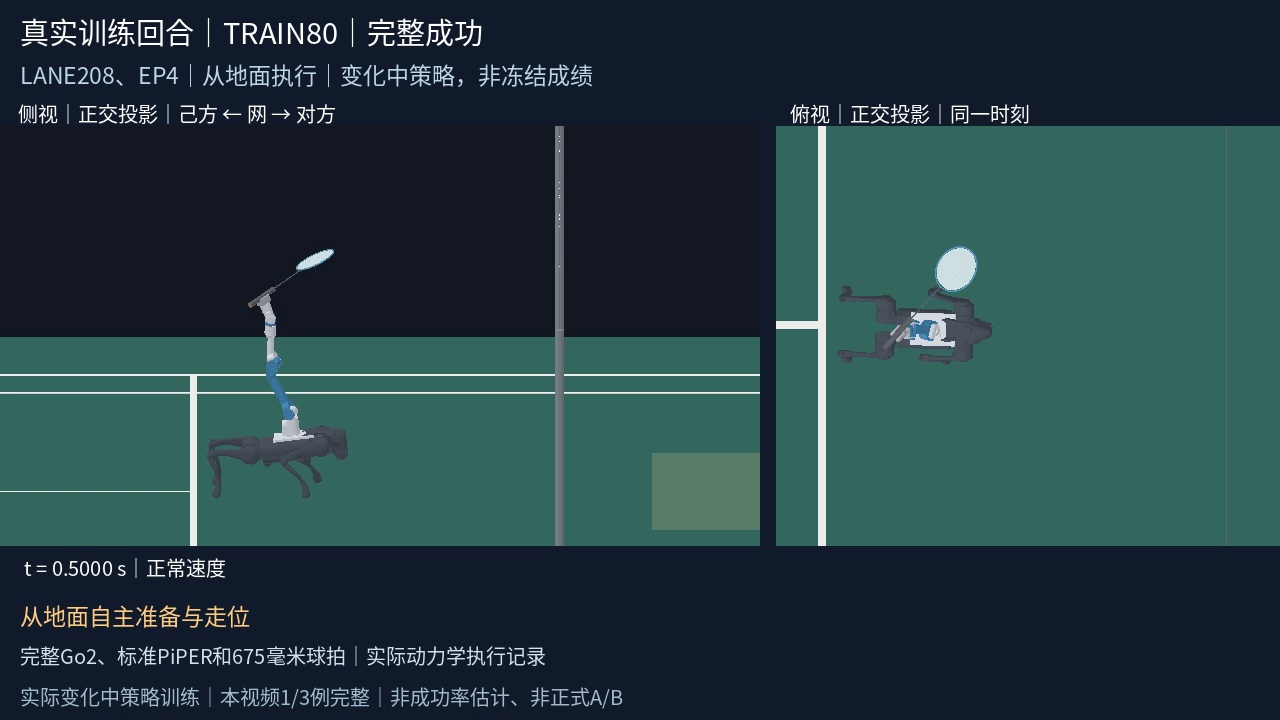 真实训练回合｜TRAIN80｜完整成功
LANE208、EP4｜从地面执行｜变化中策略，非冻结成绩
侧视｜正交投影｜己方 ← 网 → 对方
俯视｜正交投影｜同一时刻
t = 0.5000 s｜正常速度
从地面自主准备与走位
完整Go2、标准PiPER和675毫米球拍｜实际动力学执行记录
实际变化中策略训练｜本视频1/3例完整｜非成功率估计、非正式A/B